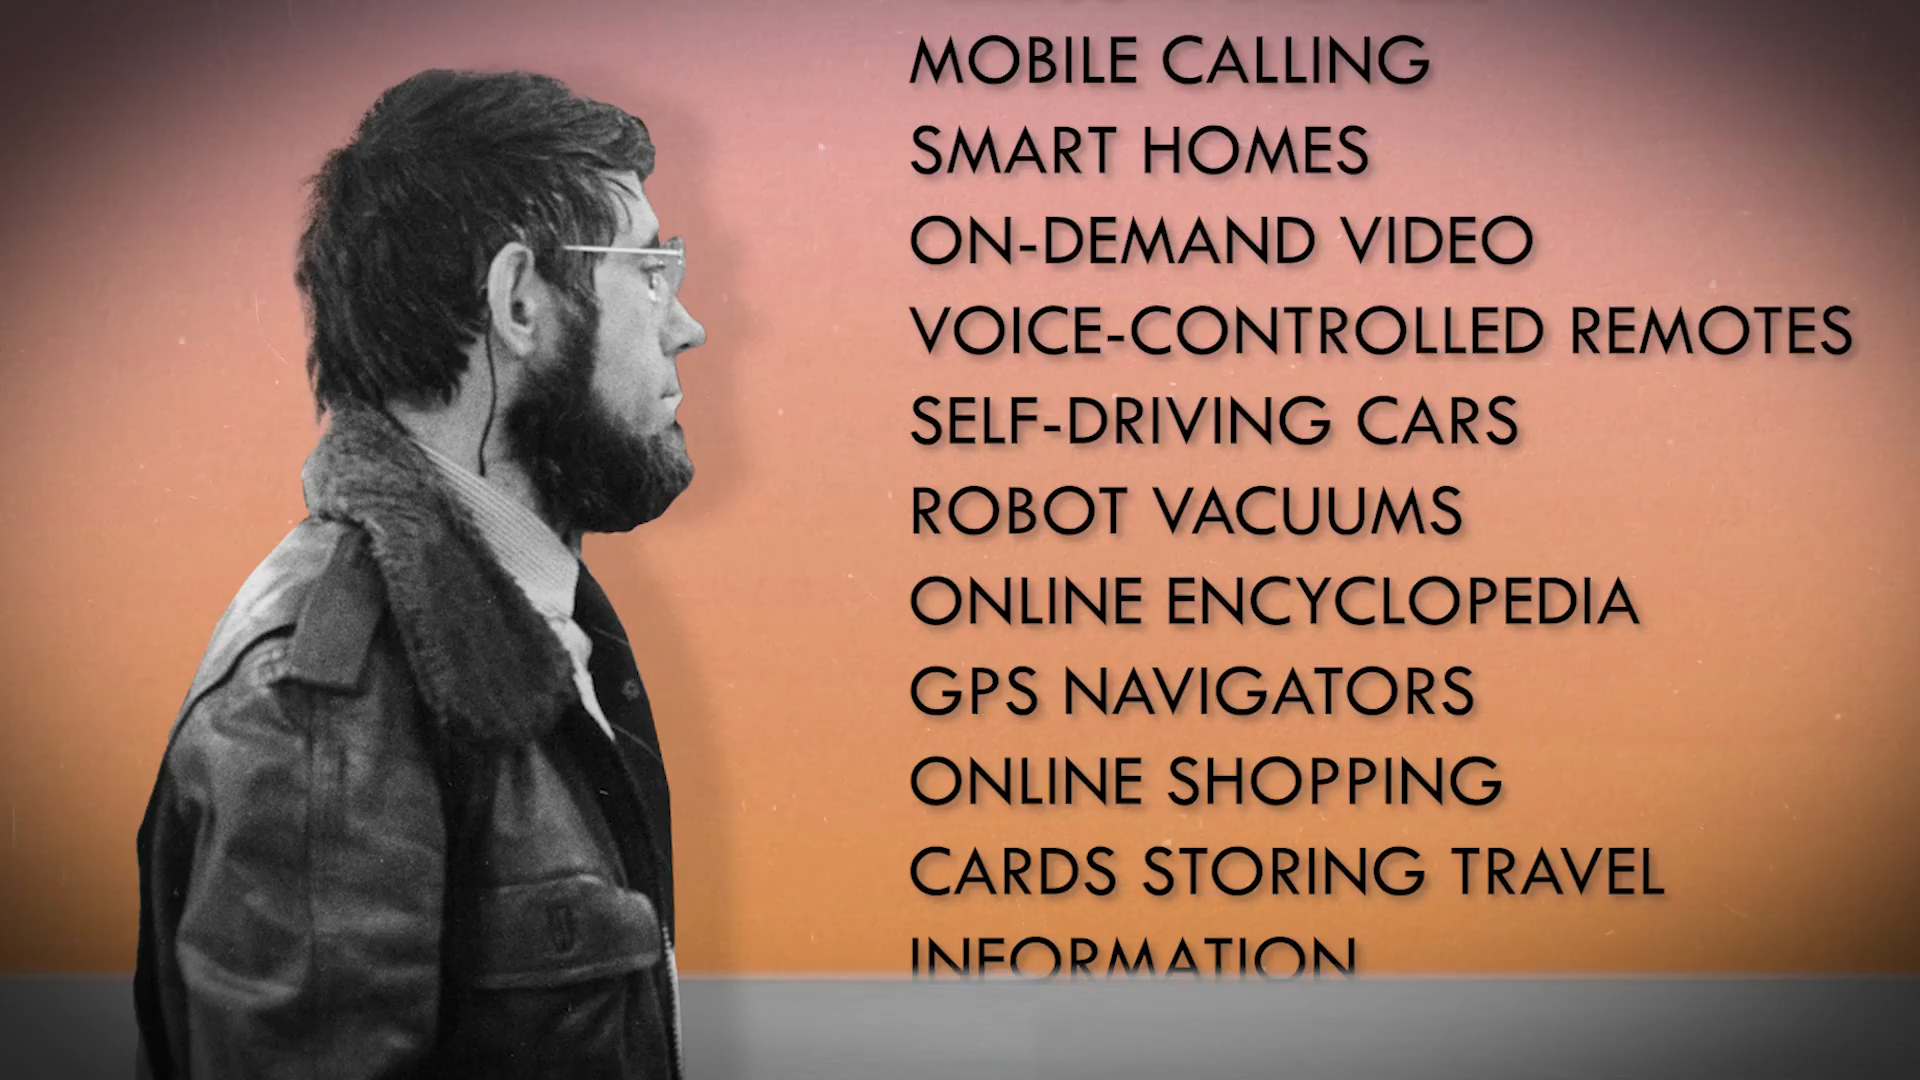 MOBILE CALLING
SMART HOMES
ON-DEMAND VIDEO
VOICE-CONTROLLED REMOTES
SELF-DRIVING CARS
ROBOT VACUUMS
ONLINE ENCYCLOPEDIA
GPS NAVIGATORS
ONLINE SHOPPING
CARDS STORING TRAVEL
INFORMATION